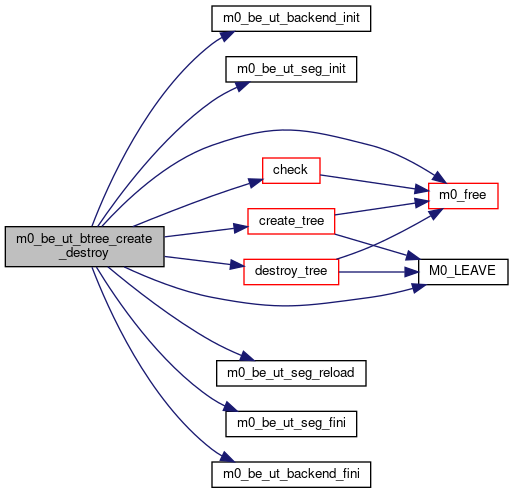 m0_be_ut_backend_init
m0_be_ut_seg_init
check
m0_free
create_tree
m0_be_ut_btree_create
_destroy
destroy_tree
M0_LEAVE
m0_be_ut_seg_reload
m0_be_ut_seg_fini
m0_be_ut_backend_fini